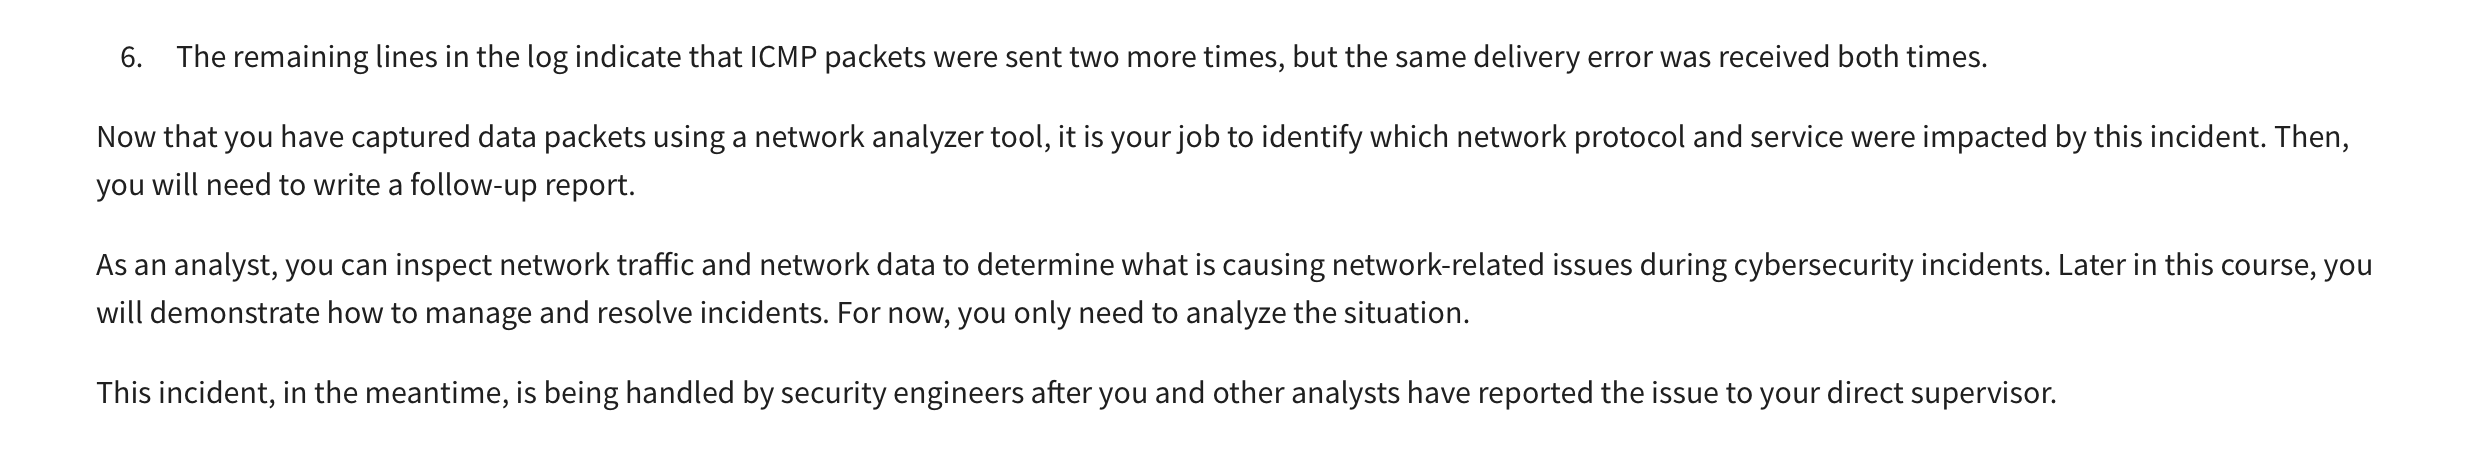 6. The remaining lines in the log indicate that ICMP packets were sent two more times, but the same delivery error was received both times.
Now that you have captured data packets using a network analyzer tool, it is your job to identify which network protocol and service were impacted by this incident. Then,
you will need to write a follow-up report.
As an analyst, you can inspect network traffic and network data to determine what is causing network-related issues during cybersecurity incidents. Later in this course, you
will demonstrate how to manage and resolve incidents. For now, you only need to analyze the situation.
This incident, in the meantime, is being handled by security engineers after you and other analysts have reported the issue to your direct supervisor.